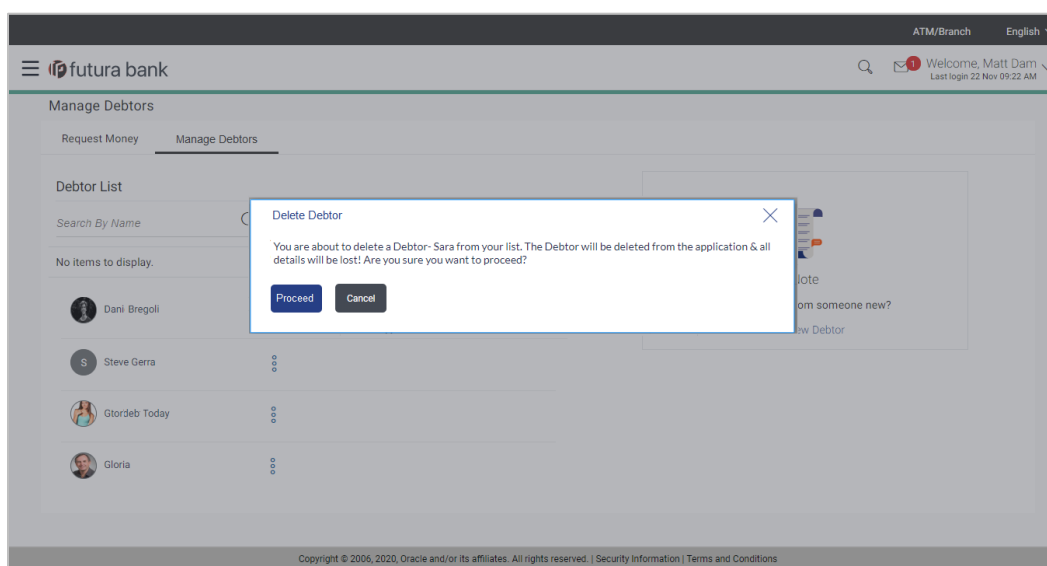 ATM/Branch English
futura bank
1
Welcome, Matt Dam
Last login 22 Nov 09:22 AM
Manage Debtors
Request Money Manage Debtors
Debtor List
Search By Name
No items to display.
Dani Bregoli
S Steve Gerra
Gtordeb Today
Gloria
Delete Debtor
You are about to delete a Debtor- Sara from your list. The Debtor will be deleted from the application & all
details will be lost! Are you sure you want to proceed?
Proceed Cancel
someone new?
Debtor
Copyright © 2006, 2020, Oracle and/or its affiliates. All rights reserved. | Security Information | Terms and Conditions